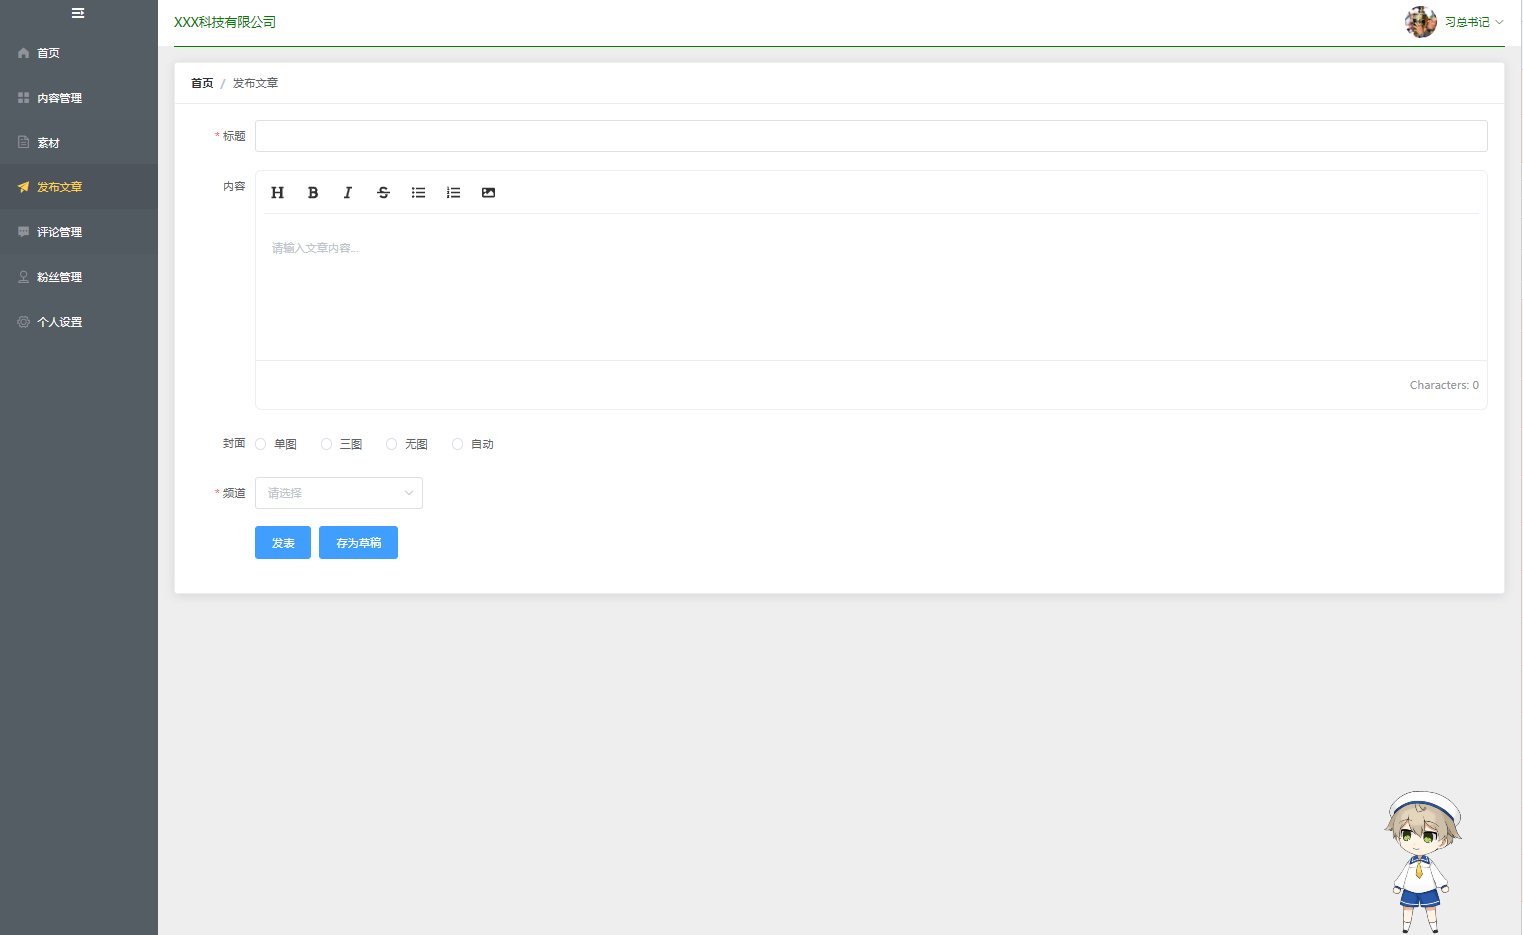 首页
内容管理
素材
发布文章
评论管理
粉丝管理
个人设置
XXX科技有限公司
习总书记
首页 / 发布文章
* 标题
内容
H B I S
请输入文章内容...
Characters: 0
封面 单图 三图 无图 自动
* 频道 请选择
发表 存为草稿